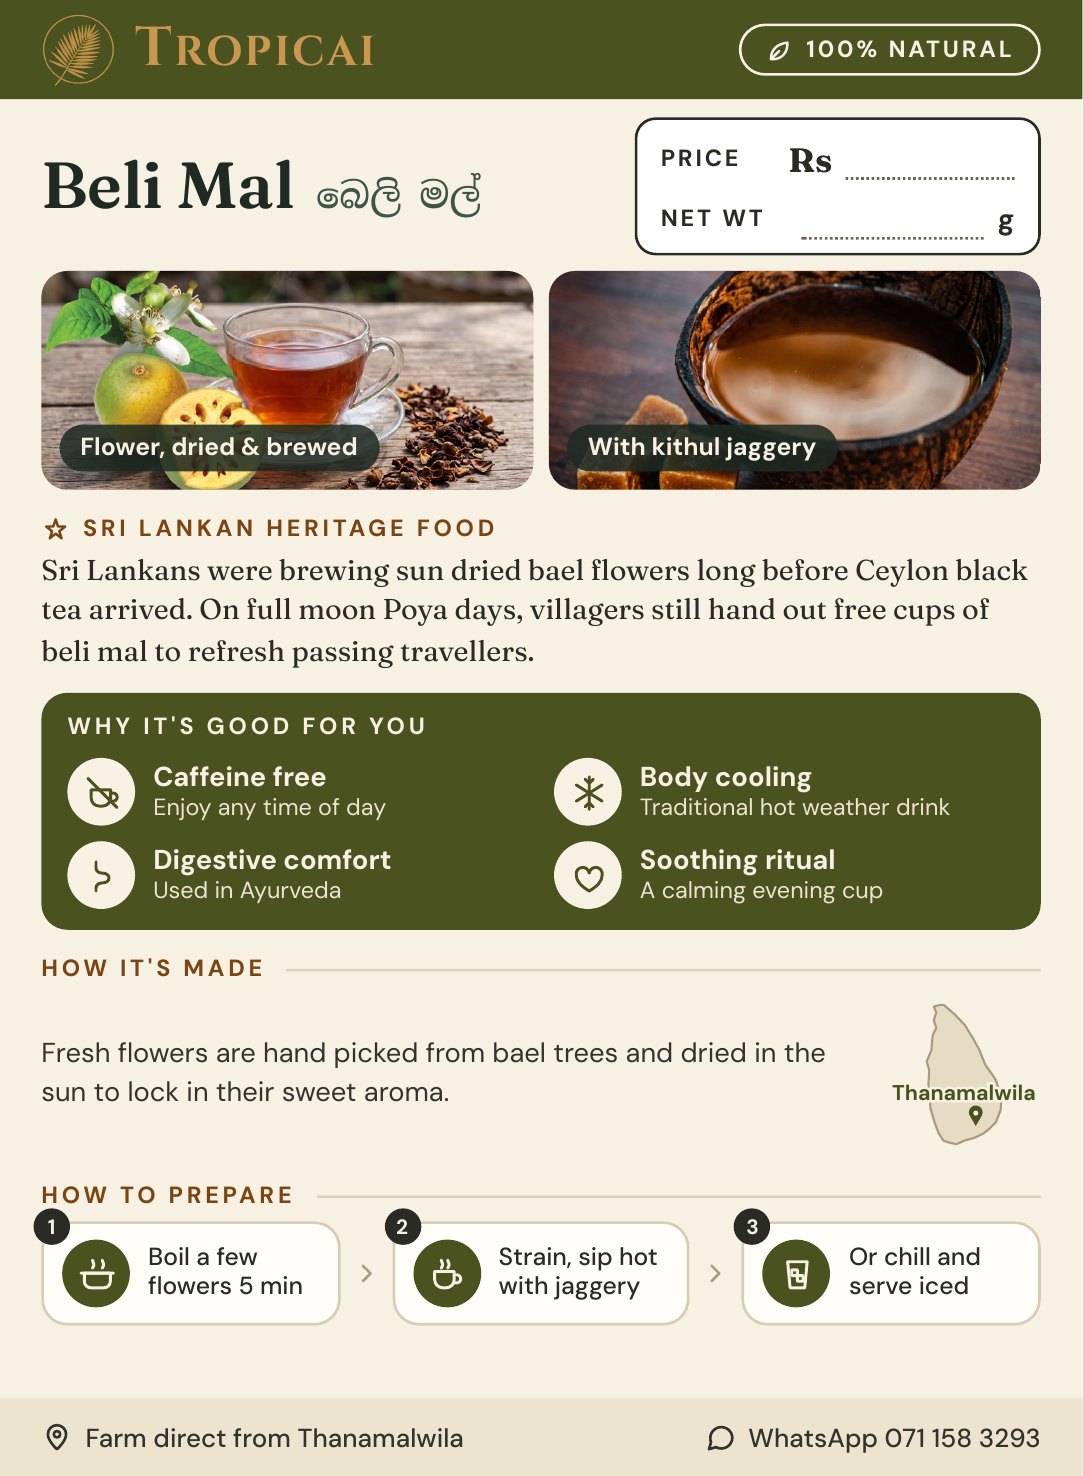 TROPICAI
100% NATURAL
Beli Mal බෙලි මල්
PRICE Rs
NET WT g
Flower, dried & brewed
With kithul jaggery
SRI LANKAN HERITAGE FOOD
Sri Lankans were brewing sun dried bael flowers long before Ceylon black
tea arrived. On full moon Poya days, villagers still hand out free cups of
beli mal to refresh passing travellers.
WHY IT'S GOOD FOR YOU
Caffeine free
Enjoy any time of day
Body cooling
Traditional hot weather drink
Digestive comfort
Used in Ayurveda
Soothing ritual
A calming evening cup
HOW IT'S MADE
Fresh flowers are hand picked from bael trees and dried in the
sun to lock in their sweet aroma.
Thanamalwila
HOW TO PREPARE
1
Boil a few
flowers 5 min
2
Strain, sip hot
with jaggery
3
Or chill and
serve iced
Farm direct from Thanamalwila
WhatsApp 071 158 3293